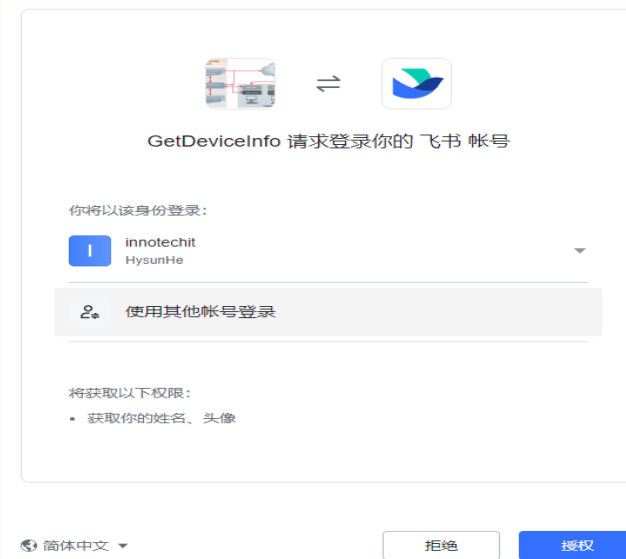 GetDeviceInfo 请求登录你的 飞书 帐号
你将以该身份登录：
I
innotechit
HysunHe
使用其他帐号登录
将获取以下权限：
• 获取你的姓名、头像
简体中文
拒绝
授权